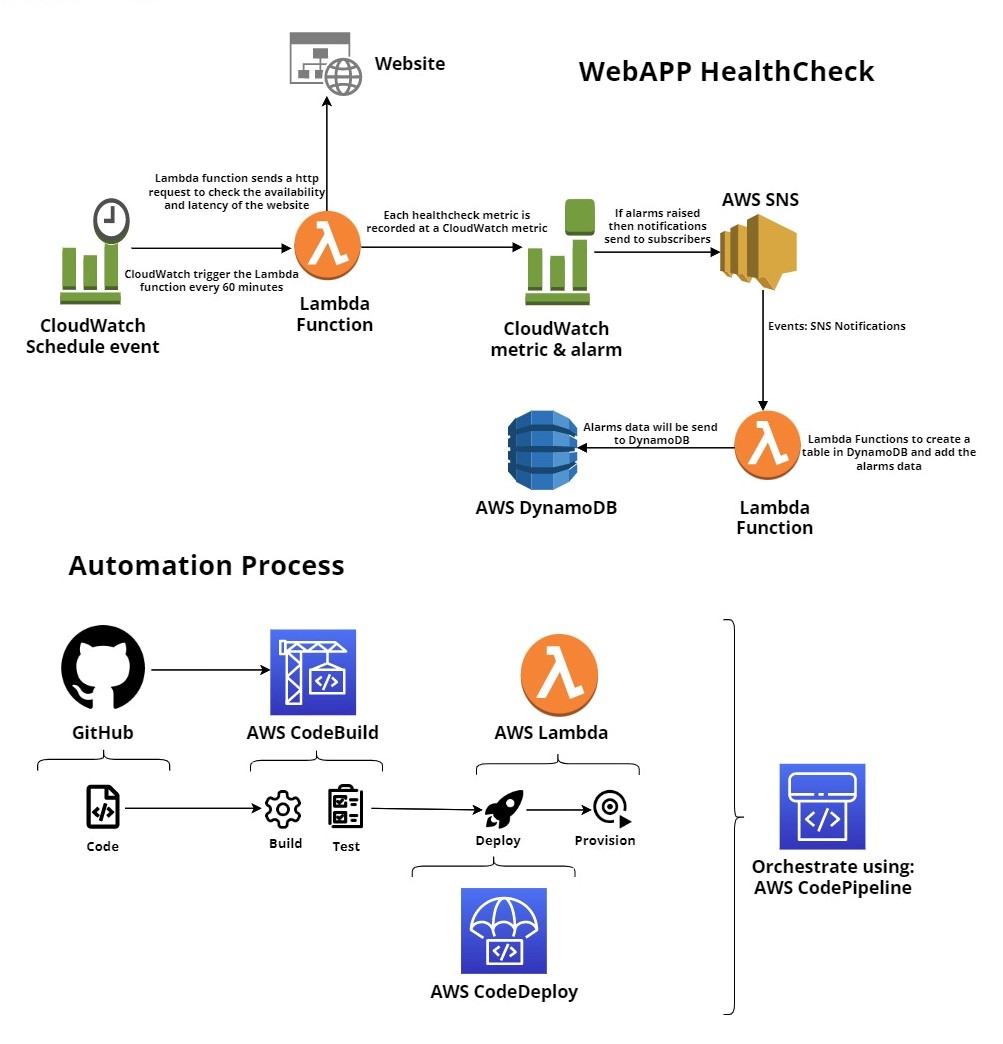 Website
WebAPP HealthCheck
Lambda function sends a http
request to check the availability
and latency of the website
CloudWatch trigger the Lambda
function every 60 minutes
CloudWatch
Schedule event
Lambda
Function
Each healthcheck metric is
recorded at a CloudWatch metric
CloudWatch
metric & alarm
If alarms raised
then notifications
send to subscribers
AWS SNS
Events: SNS Notifications
Lambda Functions to create a
table in DynamoDB and add the
alarms data
Lambda
Function
Alarms data will be send
to DynamoDB
AWS DynamoDB
Automation Process
GitHub
AWS CodeBuild
AWS Lambda
Code
Build
Test
Deploy
Provision
AWS CodeDeploy
Orchestrate using:
AWS CodePipeline